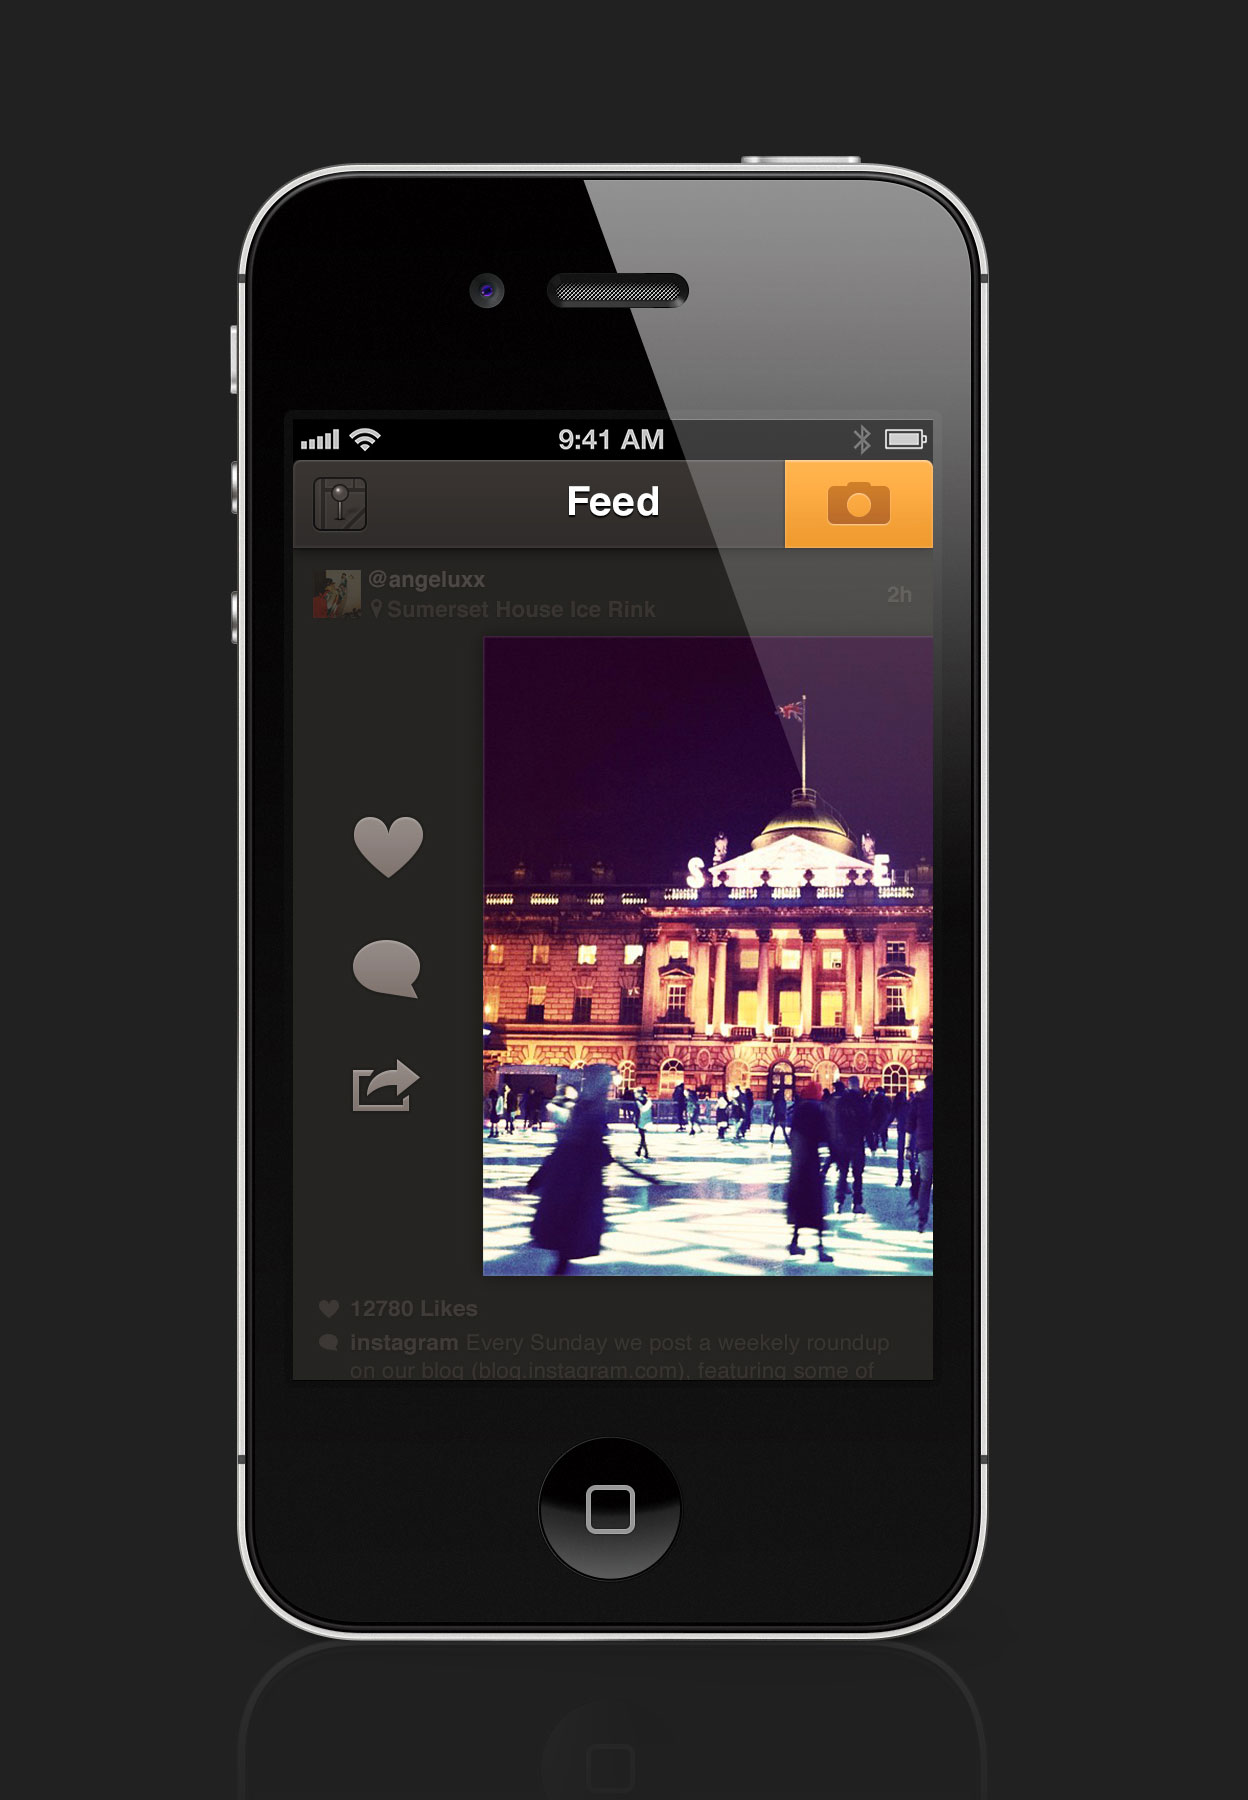 9:41 AM
Feed
@angeluxx
2h
Sumerset House Ice Rink
12780 Likes
instagram Every Sunday we post a weekely roundup
on our blog (blog.instagram.com), featuring some of